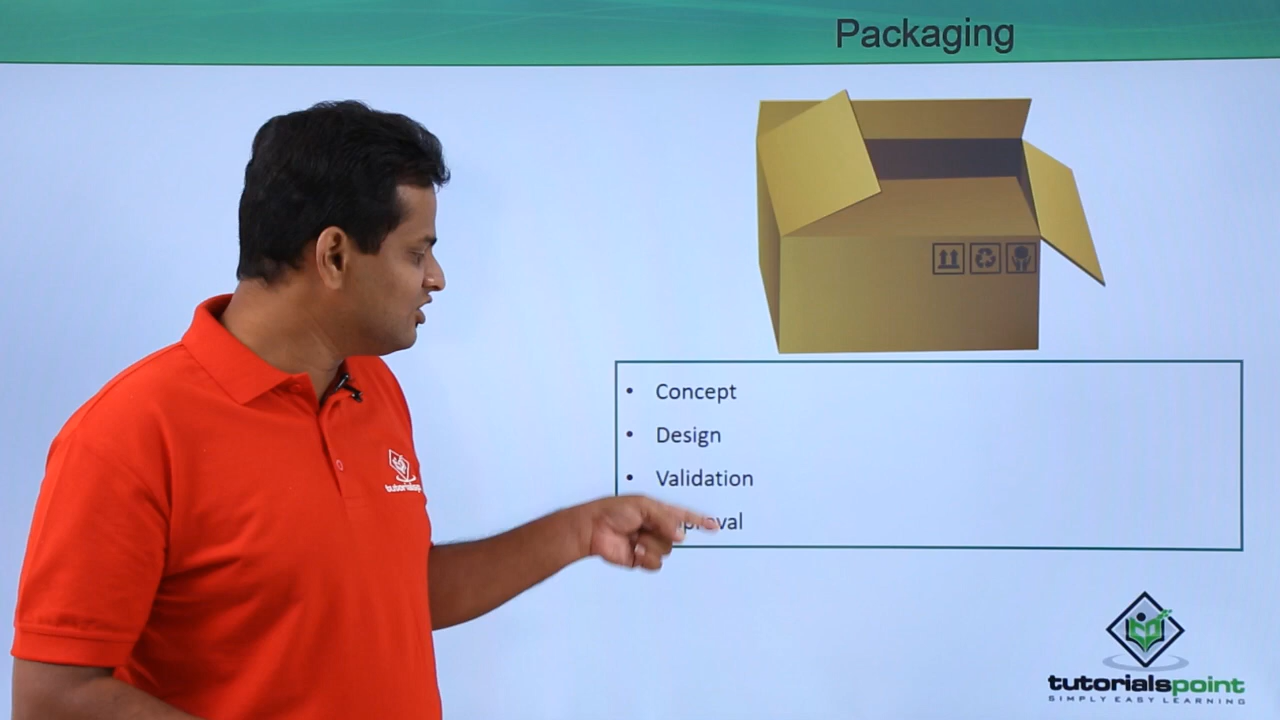 Packaging
• Concept
• Design
• Validation
tutorialspoint
SIMPLY EASY LEARNING